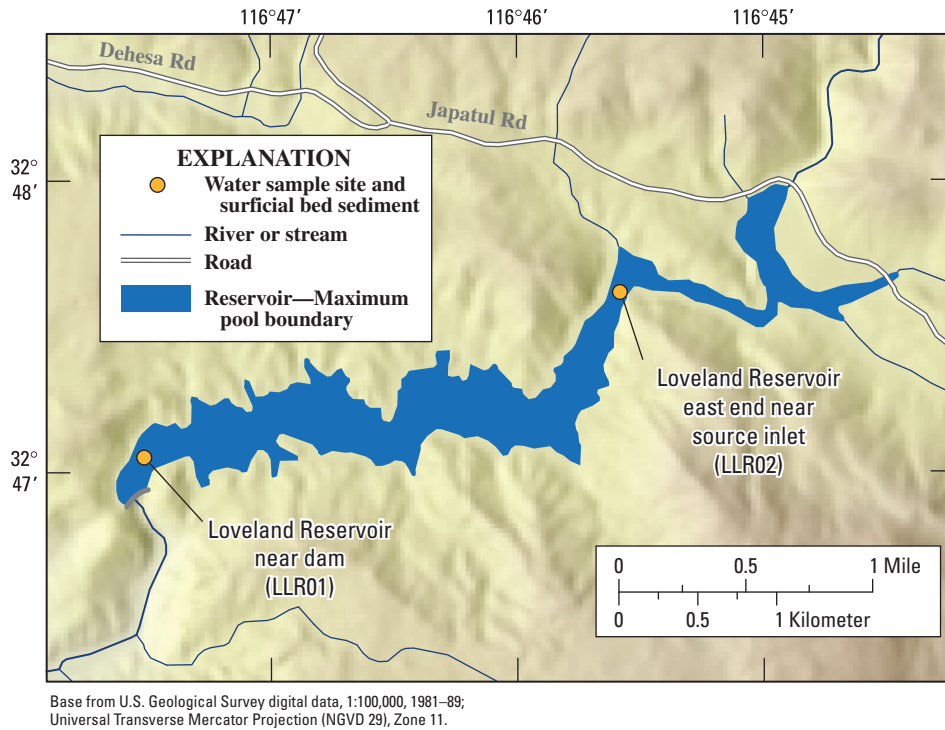 116°47′
116°46′
116°45′
Dehesa Rd
Japatul Rd
32°
48′
EXPLANATION
Water sample site and
surficial bed sediment
River or stream
Road
Reservoir—Maximum
pool boundary
Loveland Reservoir
east end near
source inlet
(LLR02)
32°
47′
Loveland Reservoir
near dam
(LLR01)
0 0.5 1 Mile
0 0.5 1 Kilometer
Base from U.S. Geological Survey digital data, 1:100,000, 1981–89;
Universal Transverse Mercator Projection (NGVD 29), Zone 11.